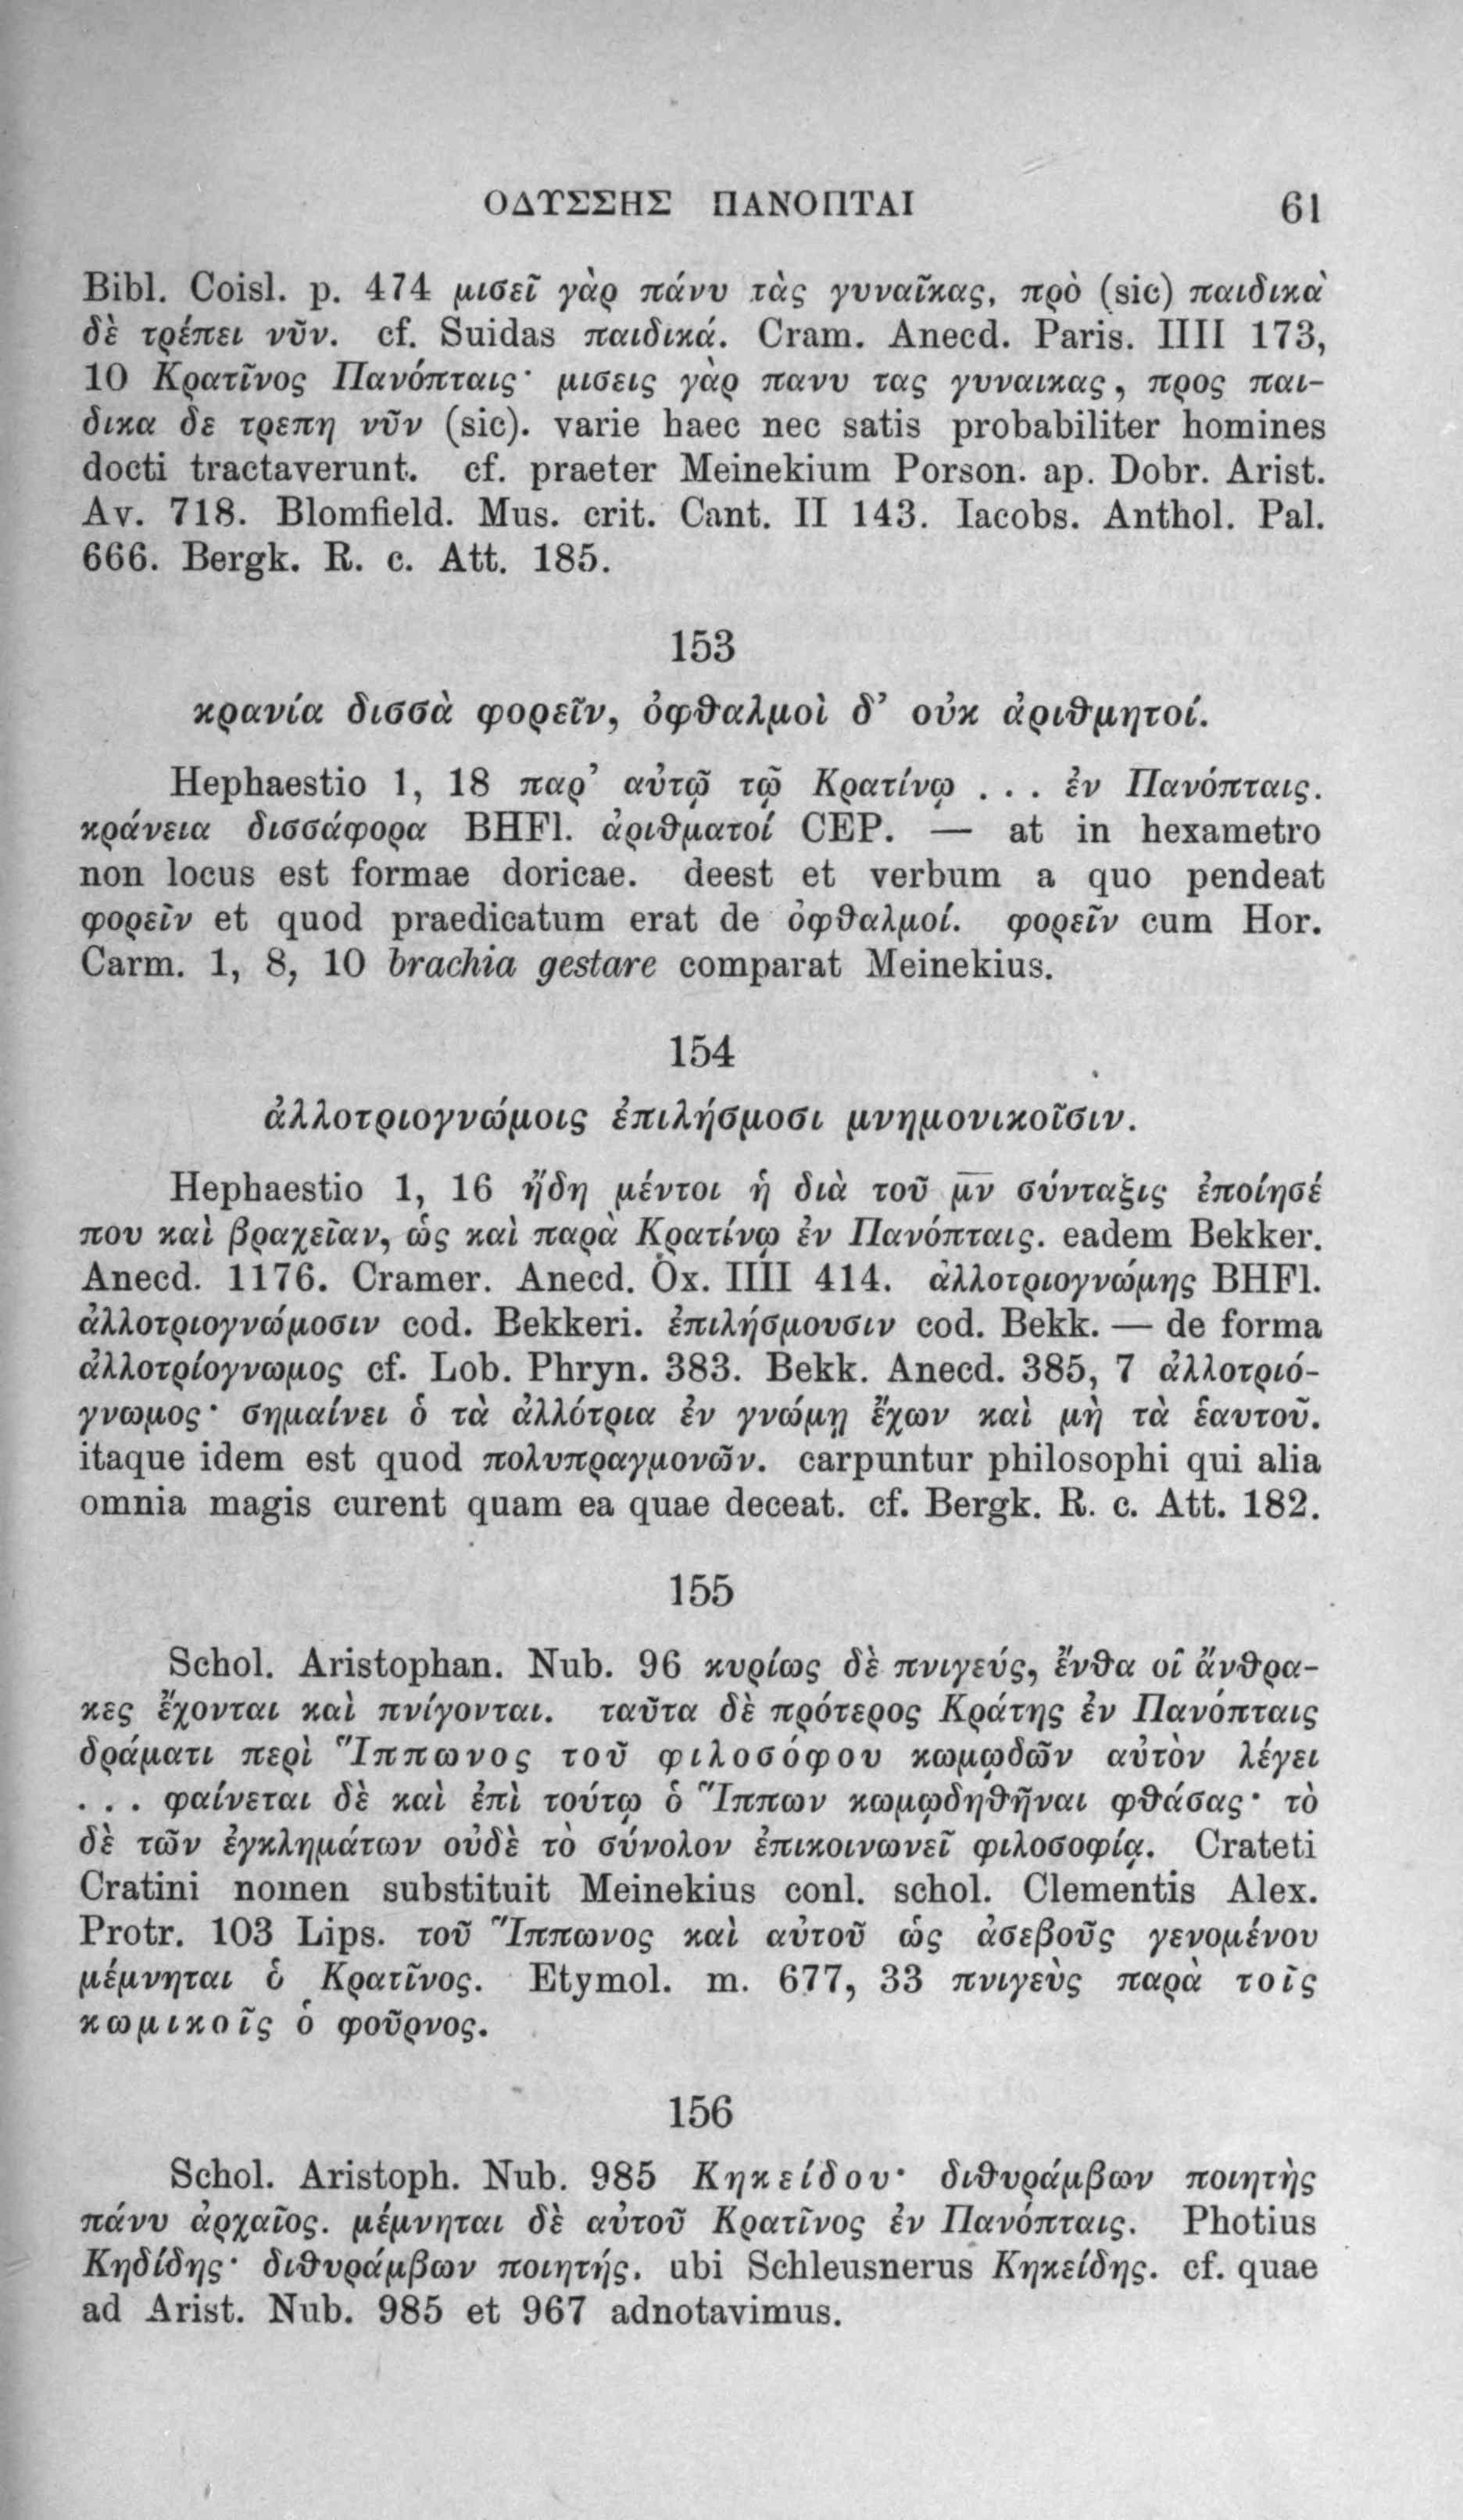 ΟΔΥΣΣΗΣ ΠΑΝΟΠΤΑΙ 61
Bibl. Coisl. p. 474 μισεῖ γὰρ πάνυ τὰς γυναῖκας, πρὸ (sic) παιδικὰ
δὲ τρέπει νῦν. cf. Suidas παιδικά. Cram. Anecd. Paris. IIII 173,
10 Κρατῖνος Πανόπταις· μισεις γὰρ πανυ τας γυναικας, προς παι-
δικα δε τρεπη νῦν (sic). varie haec nec satis probabiliter homines
docti tractaverunt. cf. praeter Meinekium Porson. ap. Dobr. Arist.
Av. 718. Blomfield. Mus. crit. Cant. II 143. Iacobs. Anthol. Pal.
666. Bergk. R. c. Att. 185.
153
κρανία δισσὰ φορεῖν, ὀφθαλμοὶ δ’ οὐκ ἀριθμητοί.
Hephaestio 1, 18 παρ’ αὐτῷ τῷ Κρατίνῳ . . . ἐν Πανόπταις.
κράνεια δισσάφορα BHFl. ἀριθματοί CEP. — at in hexametro
non locus est formae doricae. deest et verbum a quo pendeat
φορεῖν et quod praedicatum erat de ὀφθαλμοί. φορεῖν cum Hor.
Carm. 1, 8, 10 brachia gestare comparat Meinekius.
154
ἀλλοτριογνώμοις ἐπιλήσμοσι μνημονικοῖσιν.
Hephaestio 1, 16 ἤδη μέντοι ἡ διὰ τοῦ μ̅ν̅ σύνταξις ἐποίησέ
που καὶ βραχεῖαν, ὡς καὶ παρὰ Κρατίνῳ ἐν Πανόπταις. eadem Bekker.
Anecd. 1176. Cramer. Anecd. Ox. IIII 414. ἀλλοτριογνώμης BHFl.
ἀλλοτριογνώμοσιν cod. Bekkeri. ἐπιλήσμουσιν cod. Bekk. — de forma
ἀλλοτρίογνωμος cf. Lob. Phryn. 383. Bekk. Anecd. 385, 7 ἀλλοτριό-
γνωμος· σημαίνει ὁ τὰ ἀλλότρια ἐν γνώμῃ ἔχων καὶ μὴ τὰ ἑαυτοῦ.
itaque idem est quod πολυπραγμονῶν. carpuntur philosophi qui alia
omnia magis curent quam ea quae deceat. cf. Bergk. R. c. Att. 182.
155
Schol. Aristophan. Nub. 96 κυρίως δὲ πνιγεύς, ἔνθα οἱ ἄνθρα-
κες ἔχονται καὶ πνίγονται. ταῦτα δὲ πρότερος Κράτης ἐν Πανόπταις
δράματι περὶ Ἵππωνος τοῦ φιλοσόφου κωμῳδῶν αὐτὸν λέγει
. . . φαίνεται δὲ καὶ ἐπὶ τούτῳ ὁ Ἵππων κωμῳδηθῆναι φθάσας· τὸ
δὲ τῶν ἐγκλημάτων οὐδὲ τὸ σύνολον ἐπικοινωνεῖ φιλοσοφίᾳ. Crateti
Cratini nomen substituit Meinekius conl. schol. Clementis Alex.
Protr. 103 Lips. τοῦ Ἵππωνος καὶ αὐτοῦ ὡς ἀσεβοῦς γενομένου
μέμνηται ὁ Κρατῖνος. Etymol. m. 677, 33 πνιγεὺς παρὰ τοῖς
κωμικοῖς ὁ φοῦρνος.
156
Schol. Aristoph. Nub. 985 Κηκείδου· διθυράμβων ποιητὴς
πάνυ ἀρχαῖος. μέμνηται δὲ αὐτοῦ Κρατῖνος ἐν Πανόπταις. Photius
Κηδίδης· διθυράμβων ποιητής. ubi Schleusnerus Κηκείδης. cf. quae
ad Arist. Nub. 985 et 967 adnotavimus.